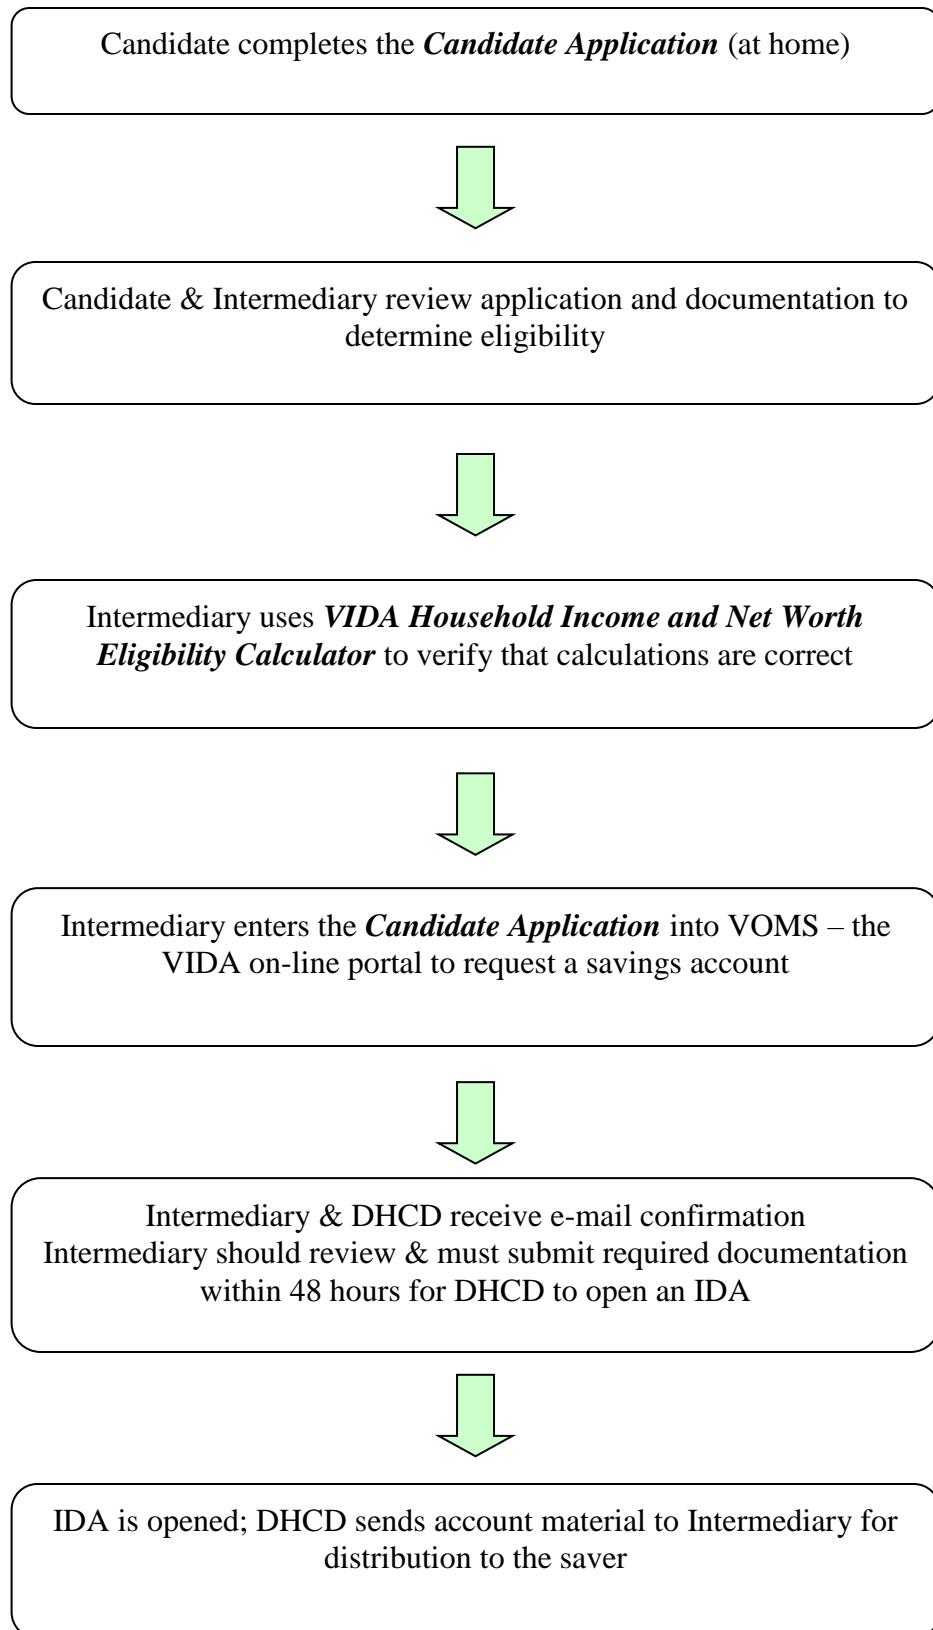 Candidate completes the Candidate Application (at home)
Candidate & Intermediary review application and documentation to
determine eligibility
Intermediary uses VIDA Household Income and Net Worth
Eligibility Calculator to verify that calculations are correct
Intermediary enters the Candidate Application into VOMS – the
VIDA on-line portal to request a savings account
Intermediary & DHCD receive e-mail confirmation
Intermediary should review & must submit required documentation
within 48 hours for DHCD to open an IDA
IDA is opened; DHCD sends account material to Intermediary for
distribution to the saver